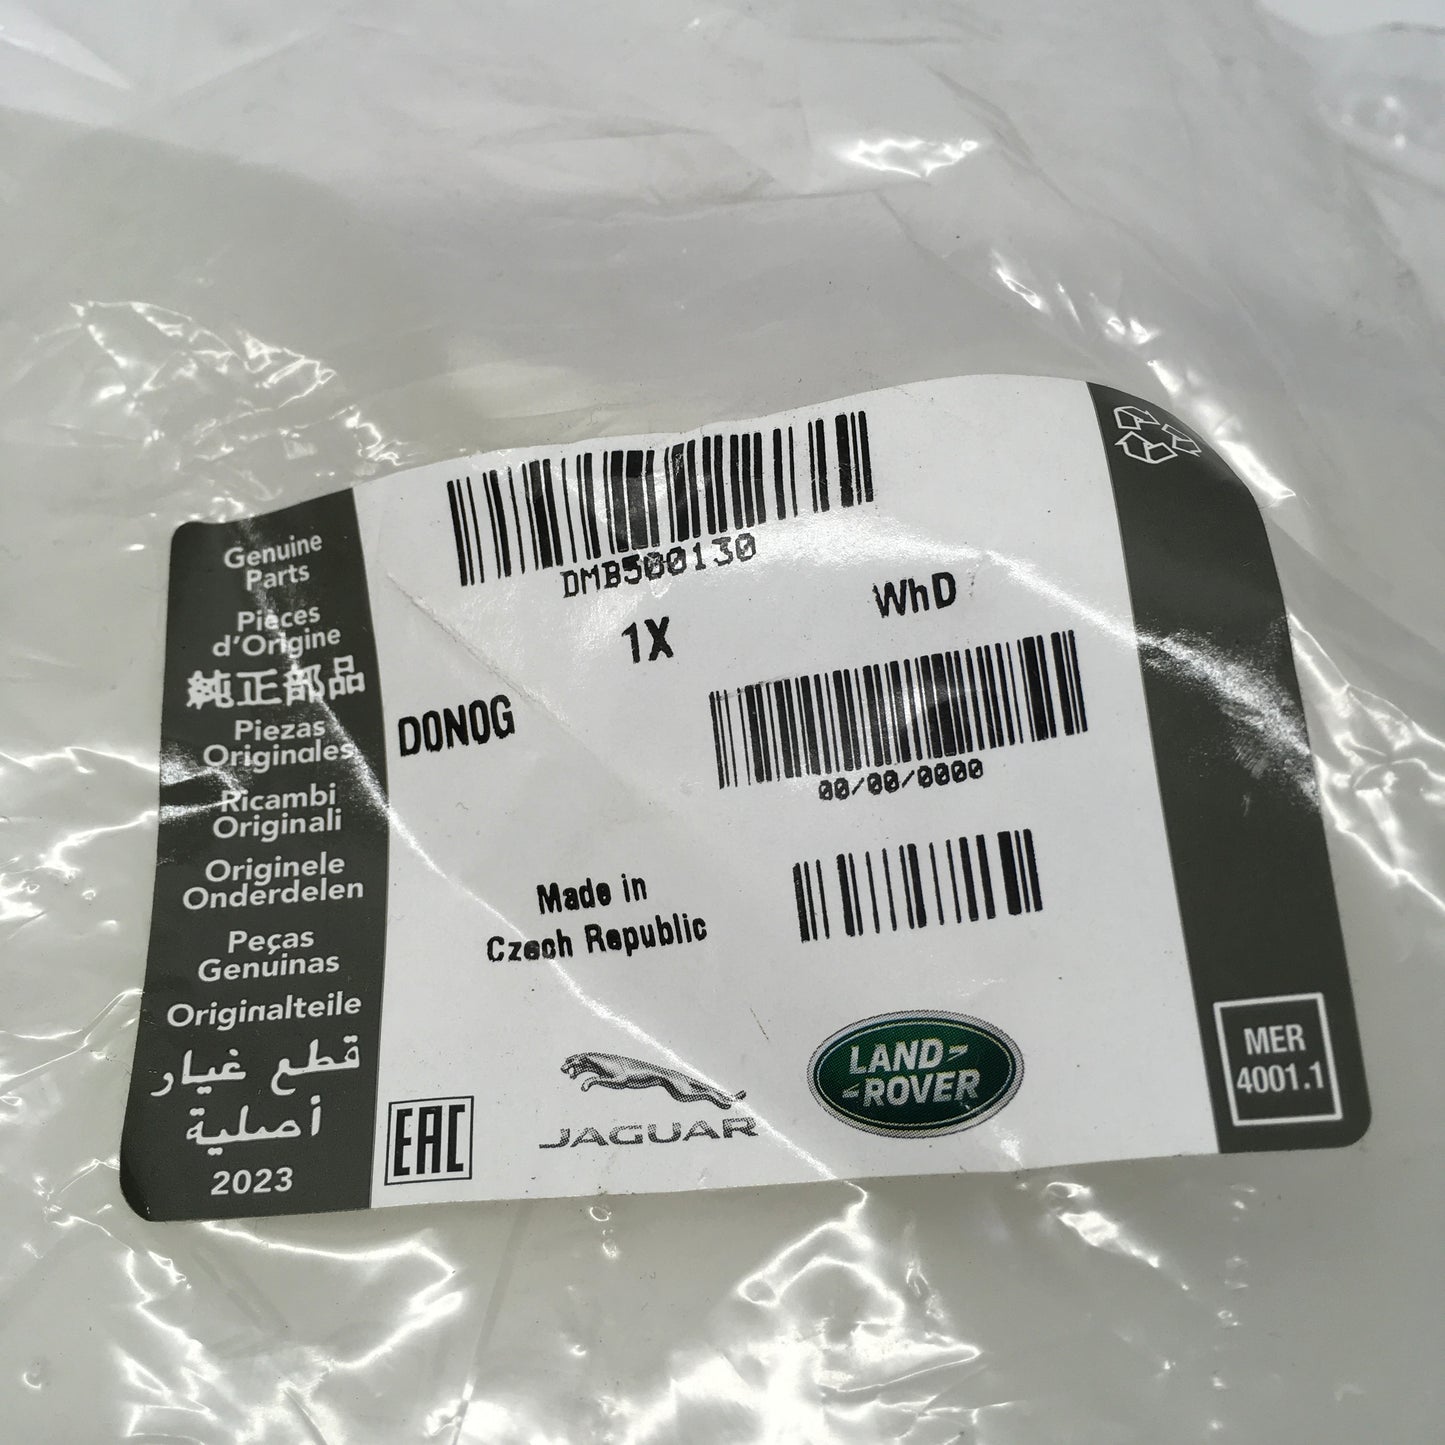 Genuine
Parts
Pièces
d'Origine
純正部品
Piezas
Originales
Ricambi
Originali
Originele
Onderdelen
Peças
Genuinas
Originalteile
قطع غيار
أصلية
2023
DMB500130
1X
WhD
DONOG
00/00/0000
Made in
Czech Republic
EAC
JAGUAR
LAND-
-ROVER
MER
4001.1